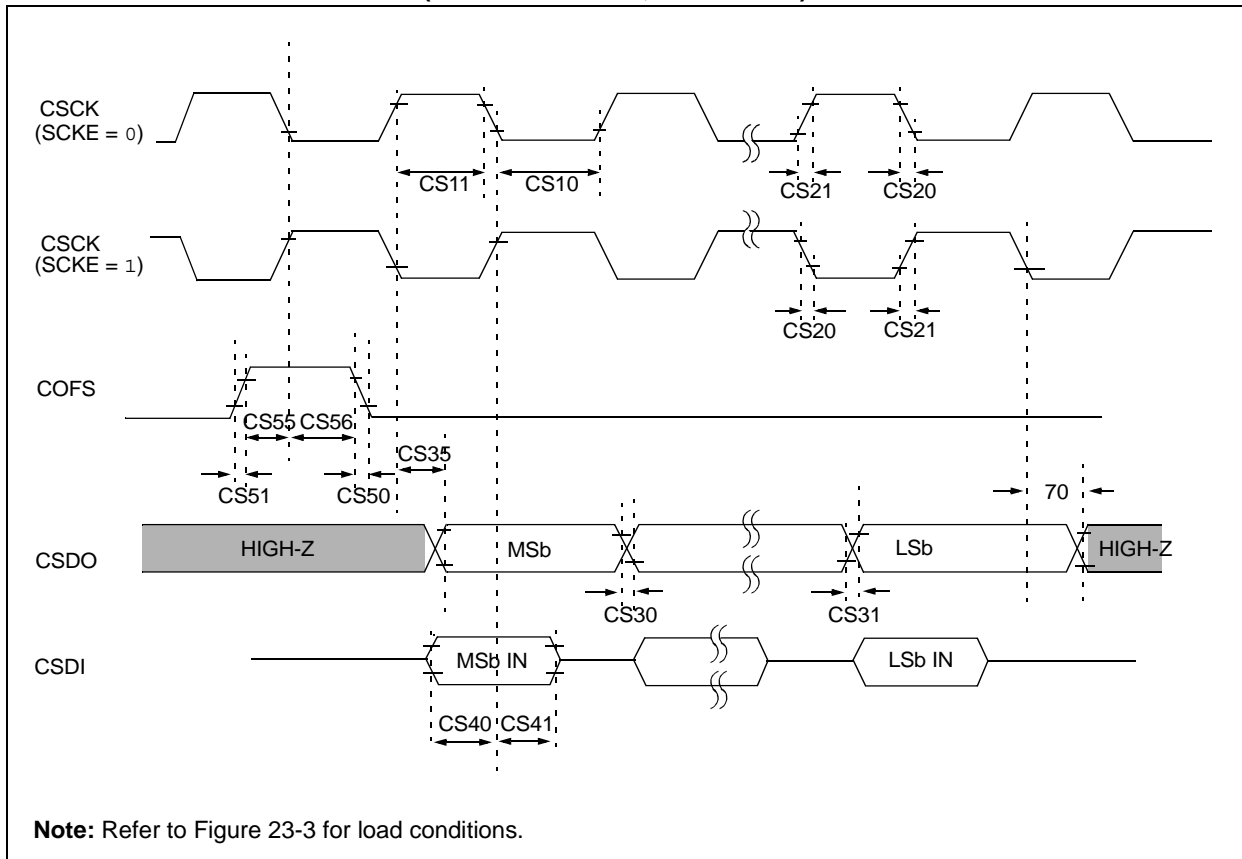 CSCK
(SCKE = 0)
CS11 CS10 CS21 CS20
CSCK
(SCKE = 1)
CS20 CS21
COFS
CS55 CS56
CS35
CS51 CS50 70
CSDO HIGH-Z MSb LSb HIGH-Z
CS30 CS31
CSDI MSb IN LSb IN
CS40 CS41
Note: Refer to Figure 23-3 for load conditions.